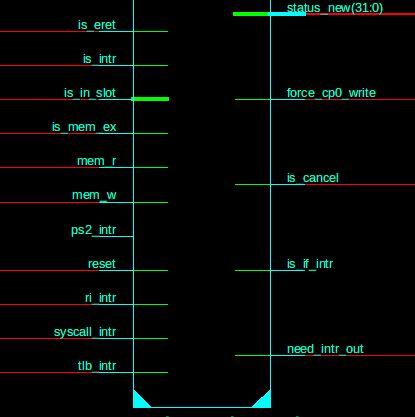 is_eret
is_intr
is_in_slot
is_mem_ex
mem_r
mem_w
ps2_intr
reset
ri_intr
syscall_intr
tlb_intr
status_new(31:0)
force_cp0_write
is_cancel
is_if_intr
need_intr_out